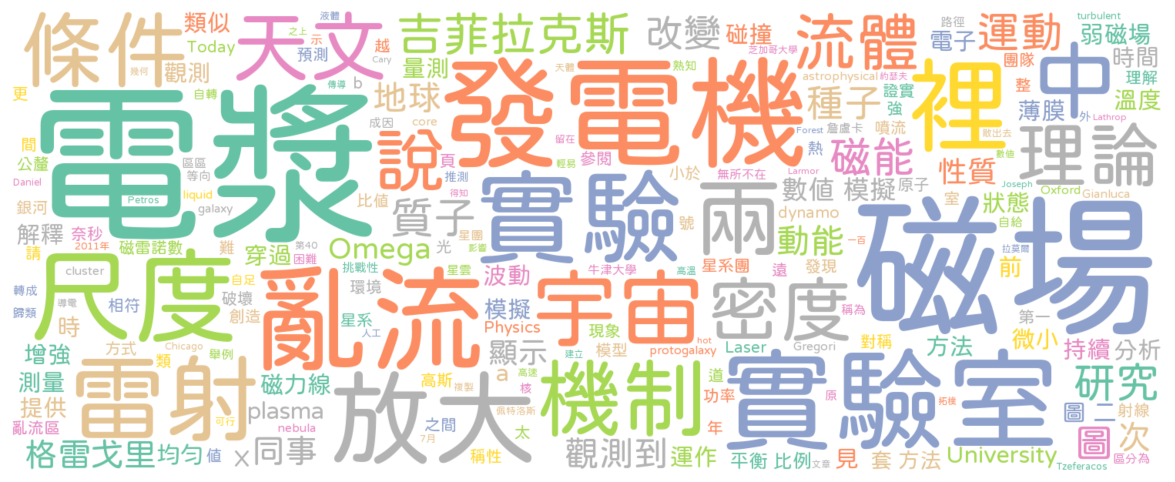 條件
類似
天文
液體
之上
Today
幾何
觀測
示
預測
越
Cary
吉菲拉克斯
量測
路徑
芝加哥大學
改變
碰撞
流體
電子
運動
turbulent
弱磁場
時間
更
自轉
傳導
b
天體
熟知
astrophysical
約瑟夫
團隊
證實
整
中
理解
溫度
電漿
成因
core
地球
發電機
種子
強
裡
薄膜
外
Lathrop
間
公釐
區區
等向
說
頁
留在
輕易
參閱
小於
詹盧卡
噴流
Forest
散出去
磁能
無所不在
熱
性質
數值
理論
Daniel
Petros
推測
得知
Larmor
銀河
liquid
galaxy
比值
質子
實驗
兩
號
數值
模擬
原子
室
狀態
Joseph
Oxford
Gianluca
解釋
奈秒
2011年
磁雷諾數
難
星團
第40
困難
穿過
Omega
光
影響
dynamo
動能
一百
自給
拉莫爾
請
cluster
尺度
自足
挑戰性
環境
星雲
波動
牛津大學
高溫
星系團
遠
發現
前
磁場
轉成
導電
相符
破壞
創造
星系
人工
亂流
模擬
現象
宇宙
密度
稱為
第一
歸類
時
Physics
微小
增強
方式
Chicago
類
舉例
顯示
建立
模型
hot
protogalaxy
Laser
Gregori
對稱
方法
持續
分析
測量
雷射
磁力線
高斯
複製
高速
a
機制
道
功率
原
拓樸
實驗室
研究
提供
亂流區
可行
plasma
nebula
放大
核
佩特洛斯
年
圖
二
射線
格雷戈里
均勻
值
x
同事
之間
7月
稱性
太
觀測到
運作
平衡
比例
文章
見
套
方法
University
圖
次
Tzeferacos
區分為